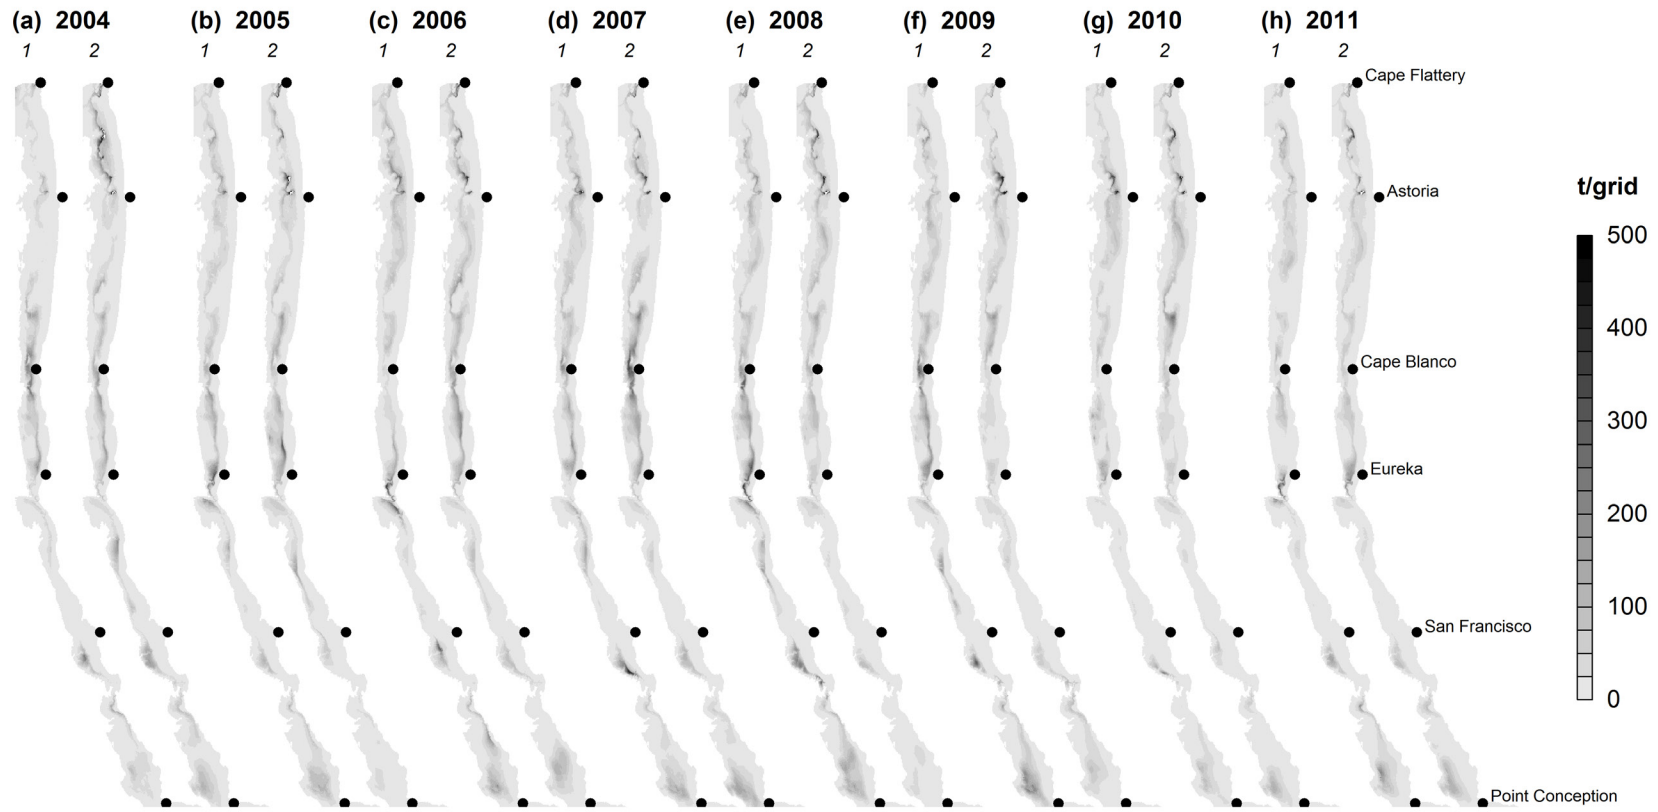 (a) 2004 (b) 2005 (c) 2006 (d) 2007 (e) 2008 (f) 2009 (g) 2010 (h) 2011
1 2 1 2 1 2 1 2 1 2 1 2 1 2 1 2
Cape Flattery
Astoria
Cape Blanco
Eureka
San Francisco
Point Conception
t/grid
500
400
300
200
100
0